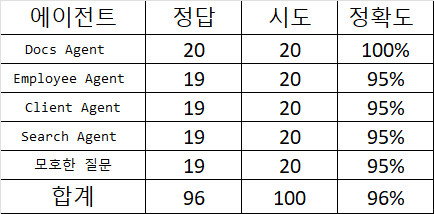 에이전트 정답 시도 정확도
Docs Agent 20 20 100%
Employee Agent 19 20 95%
Client Agent 19 20 95%
Search Agent 19 20 95%
모호한 질문 19 20 95%
합계 96 100 96%